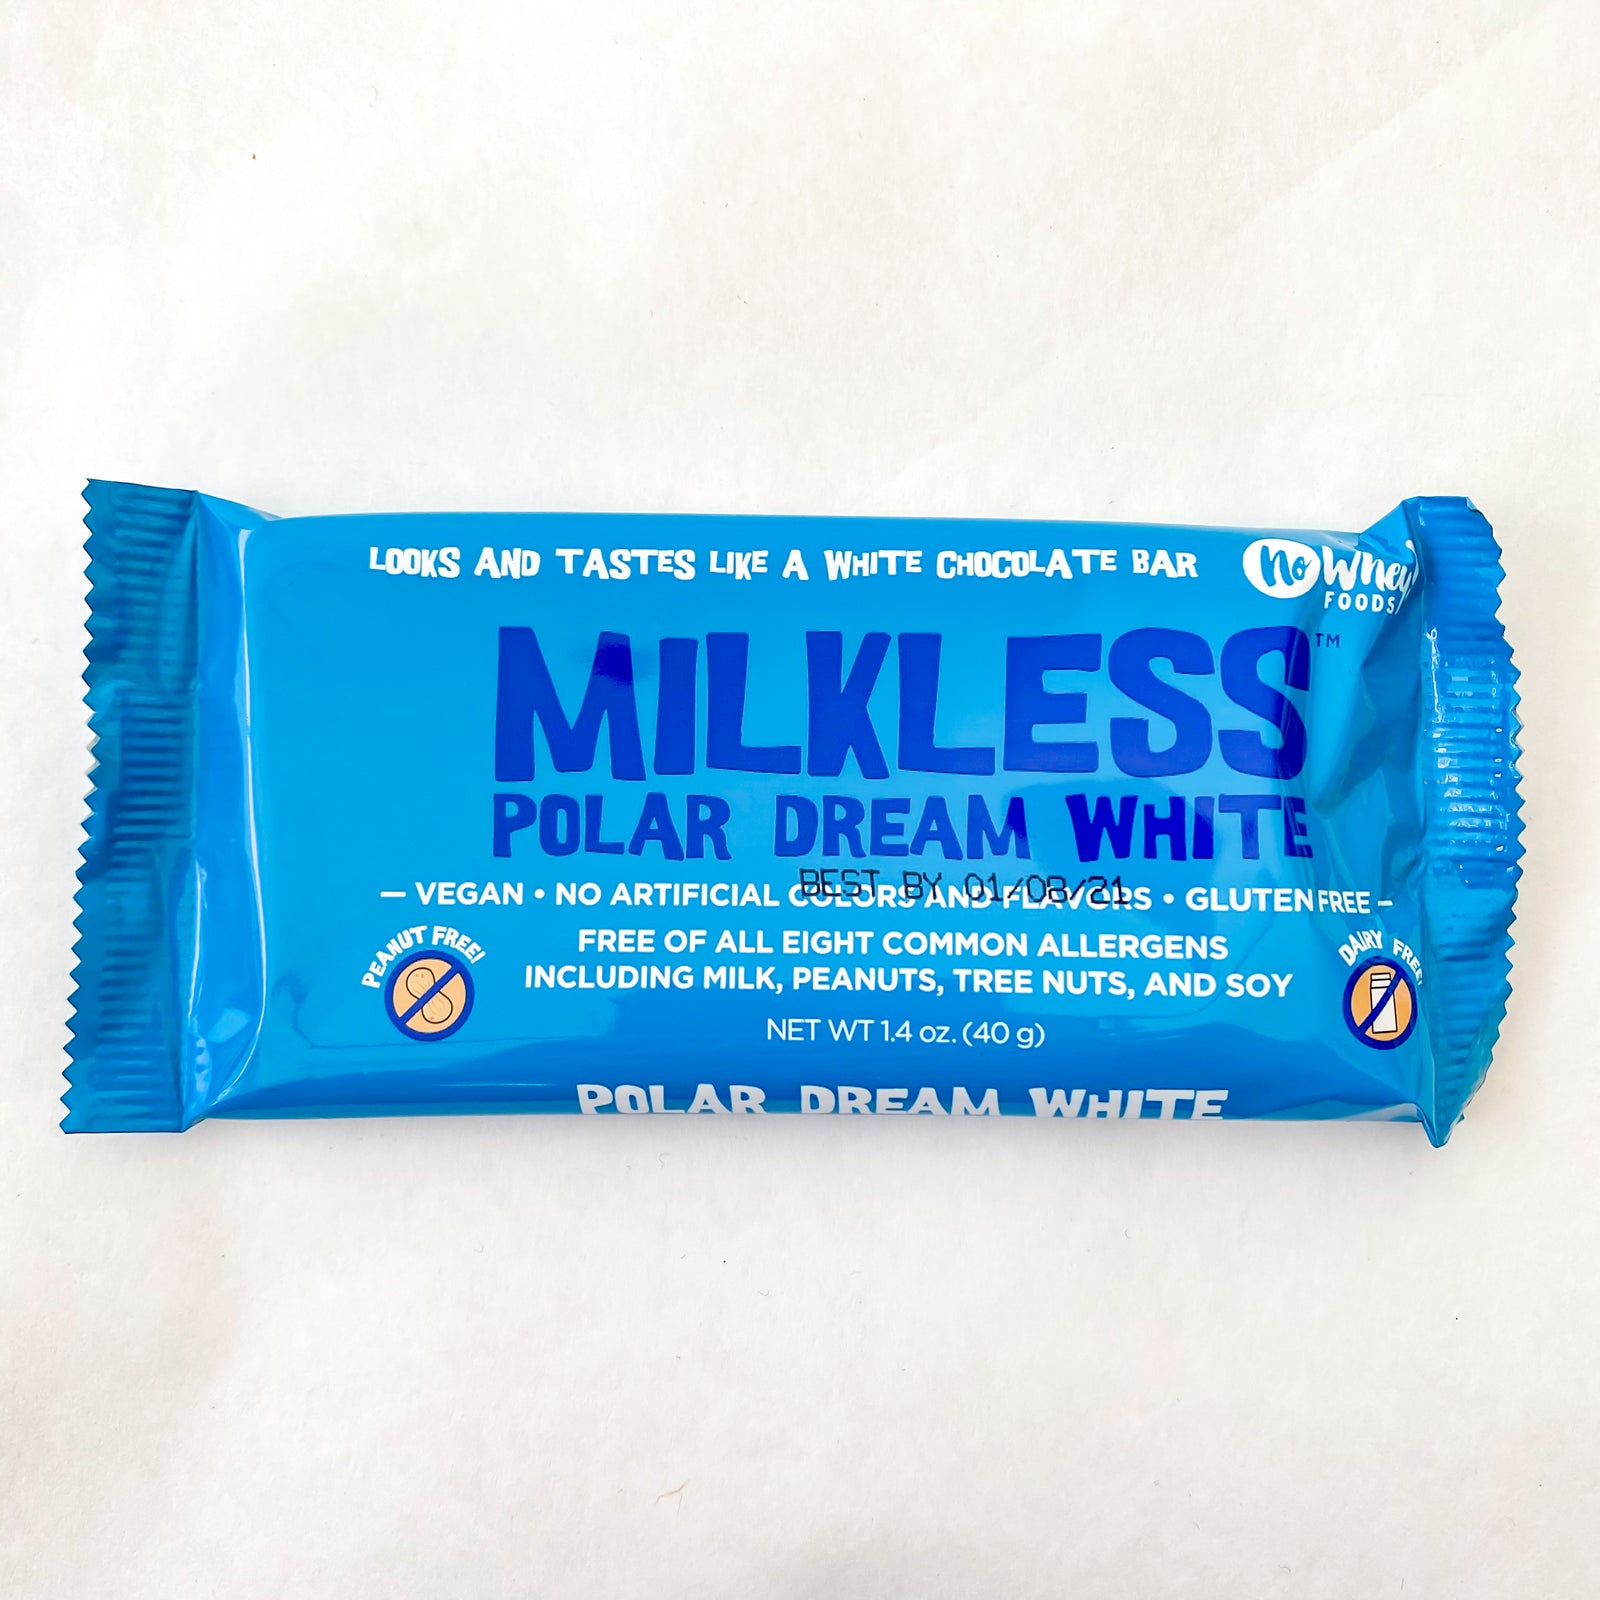 LOOKS AND TASTES LIKE A WHITE CHOCOLATE BAR
No Whey!
FOODS
MILKLESS™
POLAR DREAM WHITE
BEST BY 01/08/21
— VEGAN • NO ARTIFICIAL COLORS AND FLAVORS • GLUTEN FREE —
FREE OF ALL EIGHT COMMON ALLERGENS
INCLUDING MILK, PEANUTS, TREE NUTS, AND SOY
PEANUT FREE!
DAIRY FREE!
NET WT 1.4 oz. (40 g)
POLAR DREAM WHITE